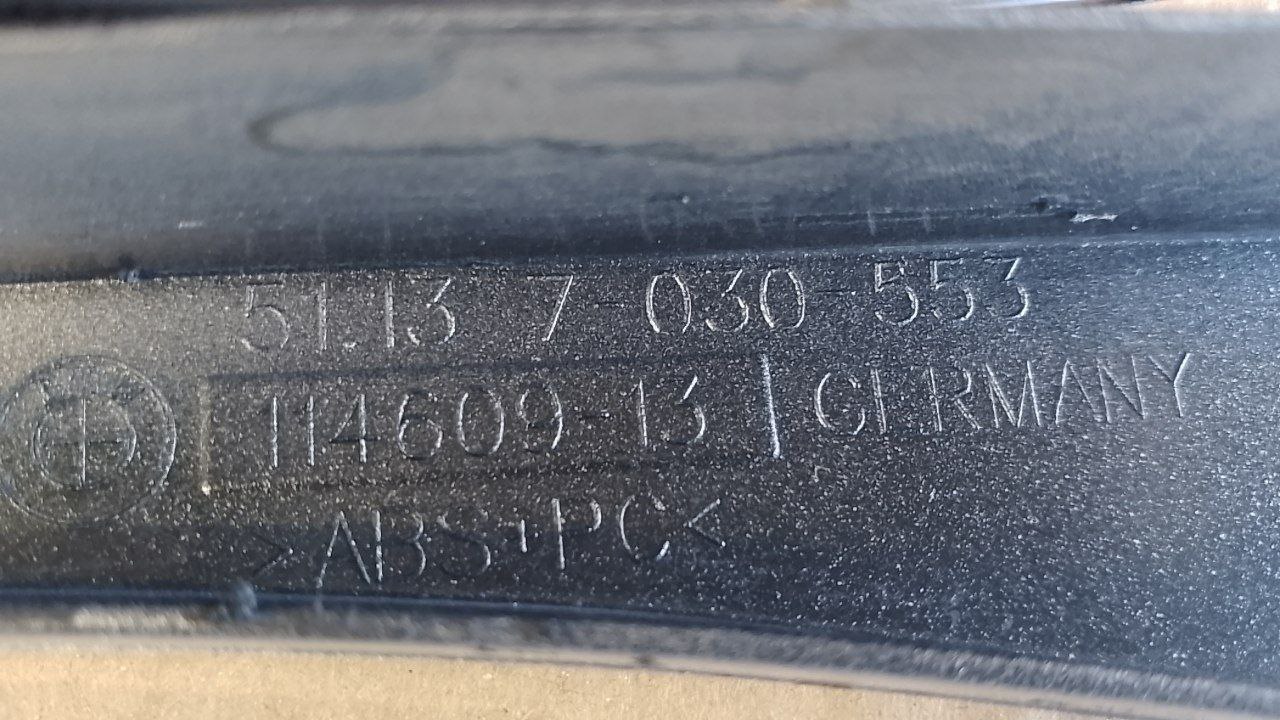 51.13 7-030-553
114609-13 GERMANY
>ABS+PC<